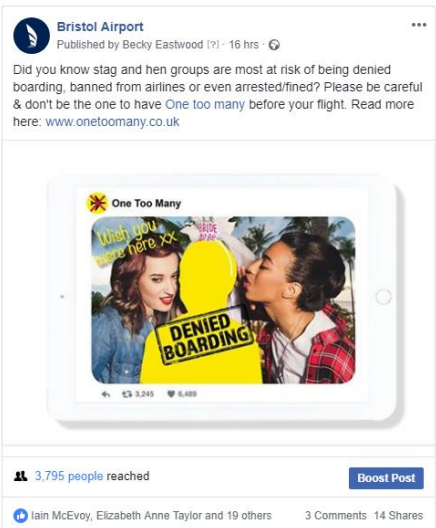 Bristol Airport
Published by Becky Eastwood [?] · 16 hrs ·
Did you know stag and hen groups are most at risk of being denied
boarding, banned from airlines or even arrested/fined? Please be careful
& don't be the one to have One too many before your flight. Read more
here: www.onetoomany.co.uk
One Too Many
Wish you
were here xx
BRIDE
TO BE
DENIED
BOARDING
3,245 6,489
3,795 people reached
Boost Post
Iain McEvoy, Elizabeth Anne Taylor and 19 others 3 Comments 14 Shares